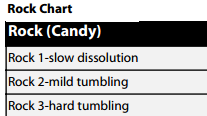 Rock Chart
Rock (Candy)
Rock 1-slow dissolution
Rock 2-mild tumbling
Rock 3-hard tumbling